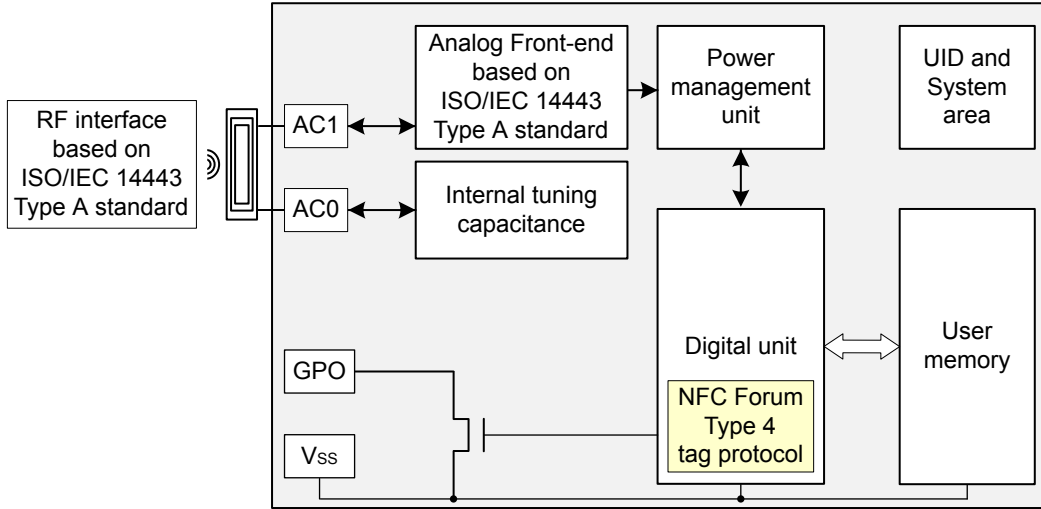 RF interface
based on
ISO/IEC 14443
Type A standard
AC1
AC0
Analog Front-end
based on
ISO/IEC 14443
Type A standard
Internal tuning
capacitance
Power
management
unit
UID and
System
area
Digital unit
NFC Forum
Type 4
tag protocol
User
memory
GPO
VSS